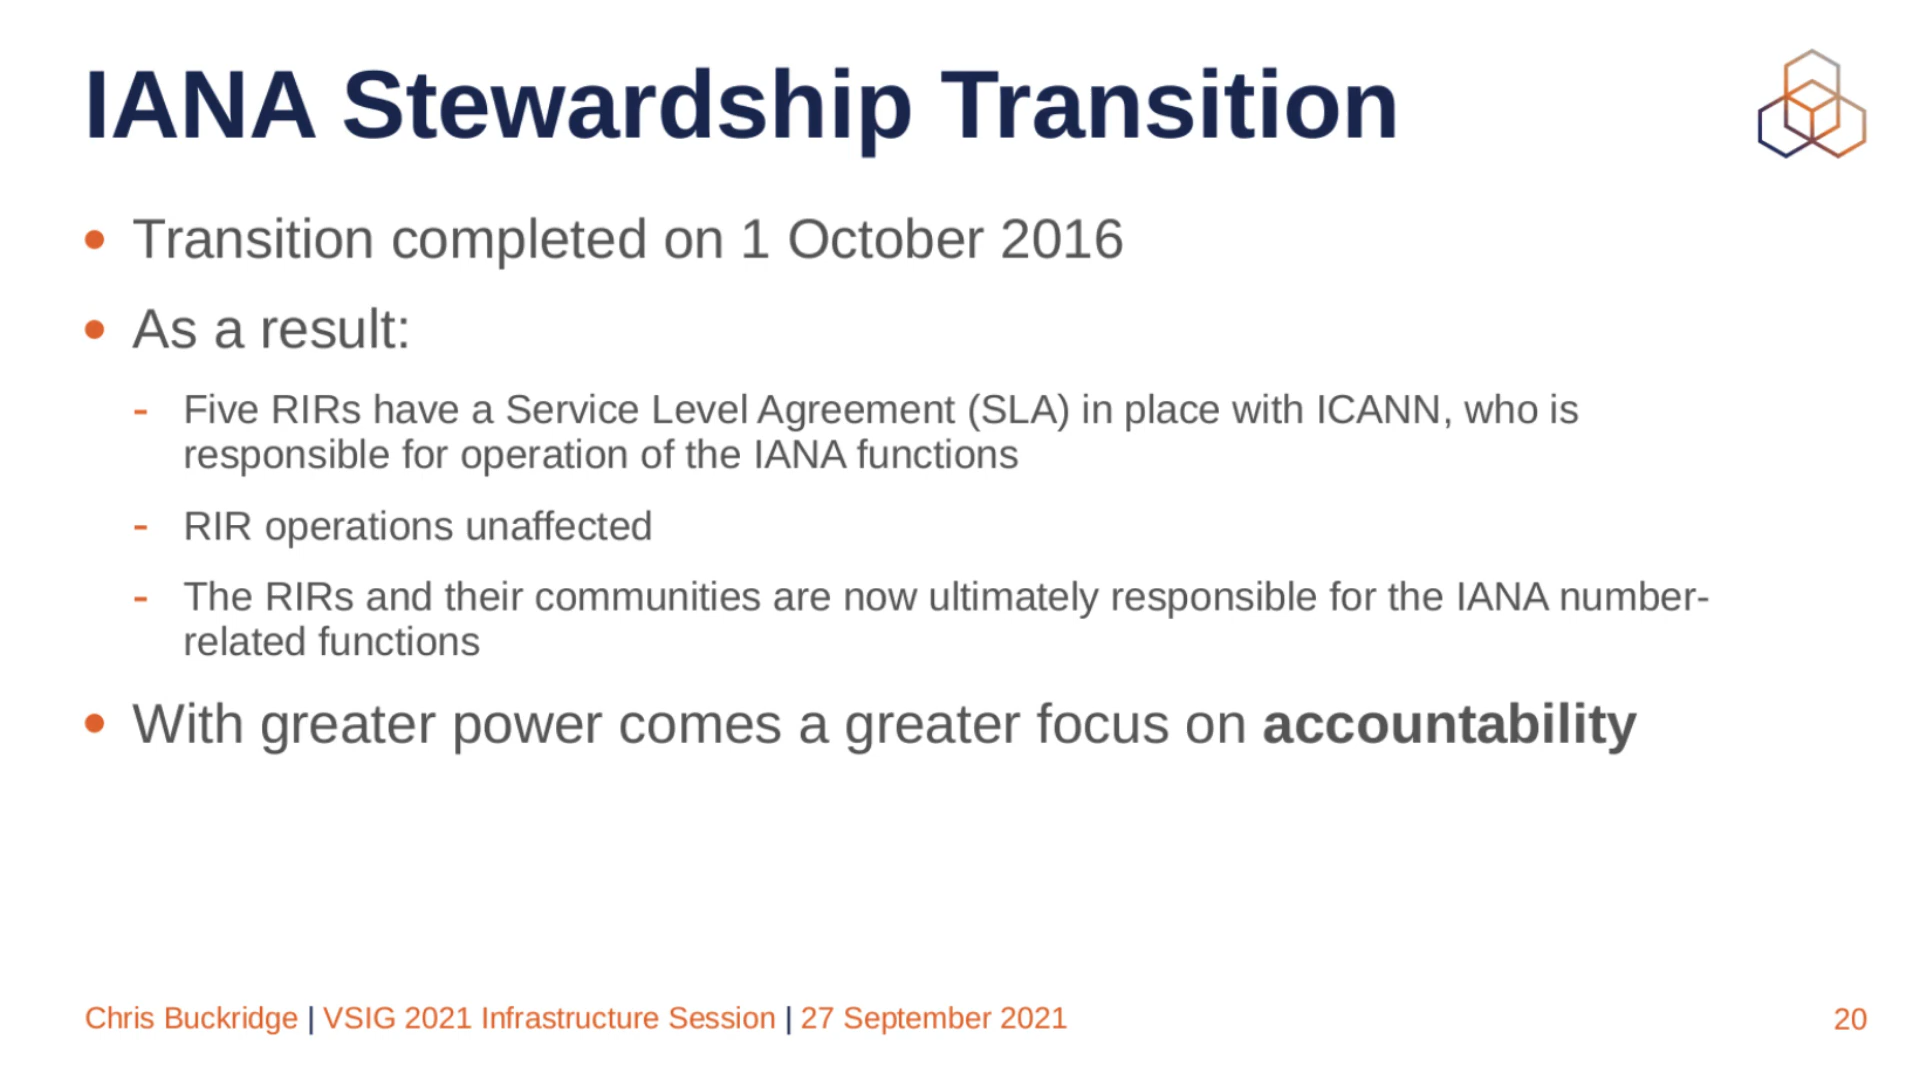 IANA Stewardship Transition
• Transition completed on 1 October 2016
• As a result:
- Five RIRs have a Service Level Agreement (SLA) in place with ICANN, who is
responsible for operation of the IANA functions
- RIR operations unaffected
- The RIRs and their communities are now ultimately responsible for the IANA number-
related functions
• With greater power comes a greater focus on accountability
Chris Buckridge | VSIG 2021 Infrastructure Session | 27 September 2021
20